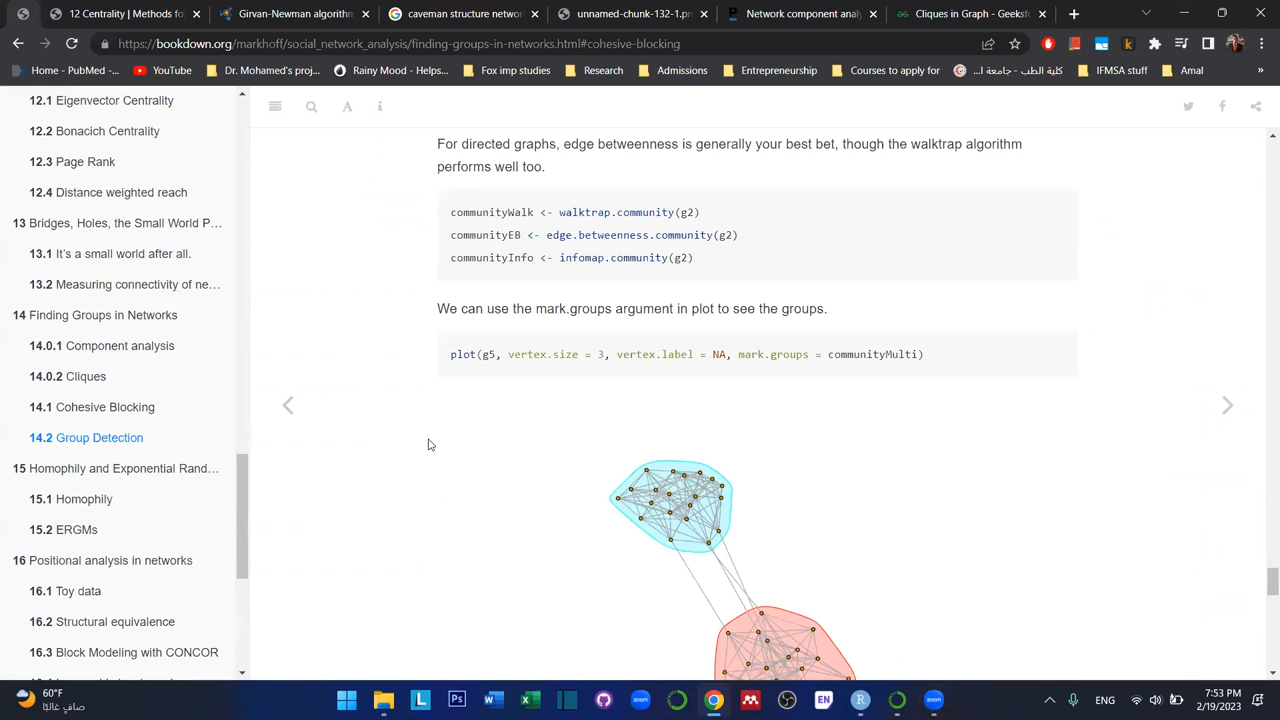 12 Centrality | Methods fo
Girvan-Newman algorithm
caveman structure networ
unnamed-chunk-132-1.pn
Network component analy
Cliques in Graph - Geeksfo
https://bookdown.org/markhoff/social_network_analysis/finding-groups-in-networks.html#cohesive-blocking
Home - PubMed -...
YouTube
Dr. Mohamed's proj...
Rainy Mood - Helps...
Fox imp studies
Research
Admissions
Entrepreneurship
Courses to apply for
كلية الطب - جامعة ا...
IFMSA stuff
Amal
»
12.1 Eigenvector Centrality
12.2 Bonacich Centrality
12.3 Page Rank
12.4 Distance weighted reach
13 Bridges, Holes, the Small World P…
13.1 It's a small world after all.
13.2 Measuring connectivity of ne…
14 Finding Groups in Networks
14.0.1 Component analysis
14.0.2 Cliques
14.1 Cohesive Blocking
14.2 Group Detection
15 Homophily and Exponential Rand…
15.1 Homophily
15.2 ERGMs
16 Positional analysis in networks
16.1 Toy data
16.2 Structural equivalence
16.3 Block Modeling with CONCOR
For directed graphs, edge betweenness is generally your best bet, though the walktrap algorithm
performs well too.
communityWalk <- walktrap.community(g2)
communityEB <- edge.betweenness.community(g2)
communityInfo <- infomap.community(g2)
We can use the mark.groups argument in plot to see the groups.
plot(g5, vertex.size = 3, vertex.label = NA, mark.groups = communityMulti)
60°F
صافٍ غالبًا
ENG
7:53 PM
2/19/2023